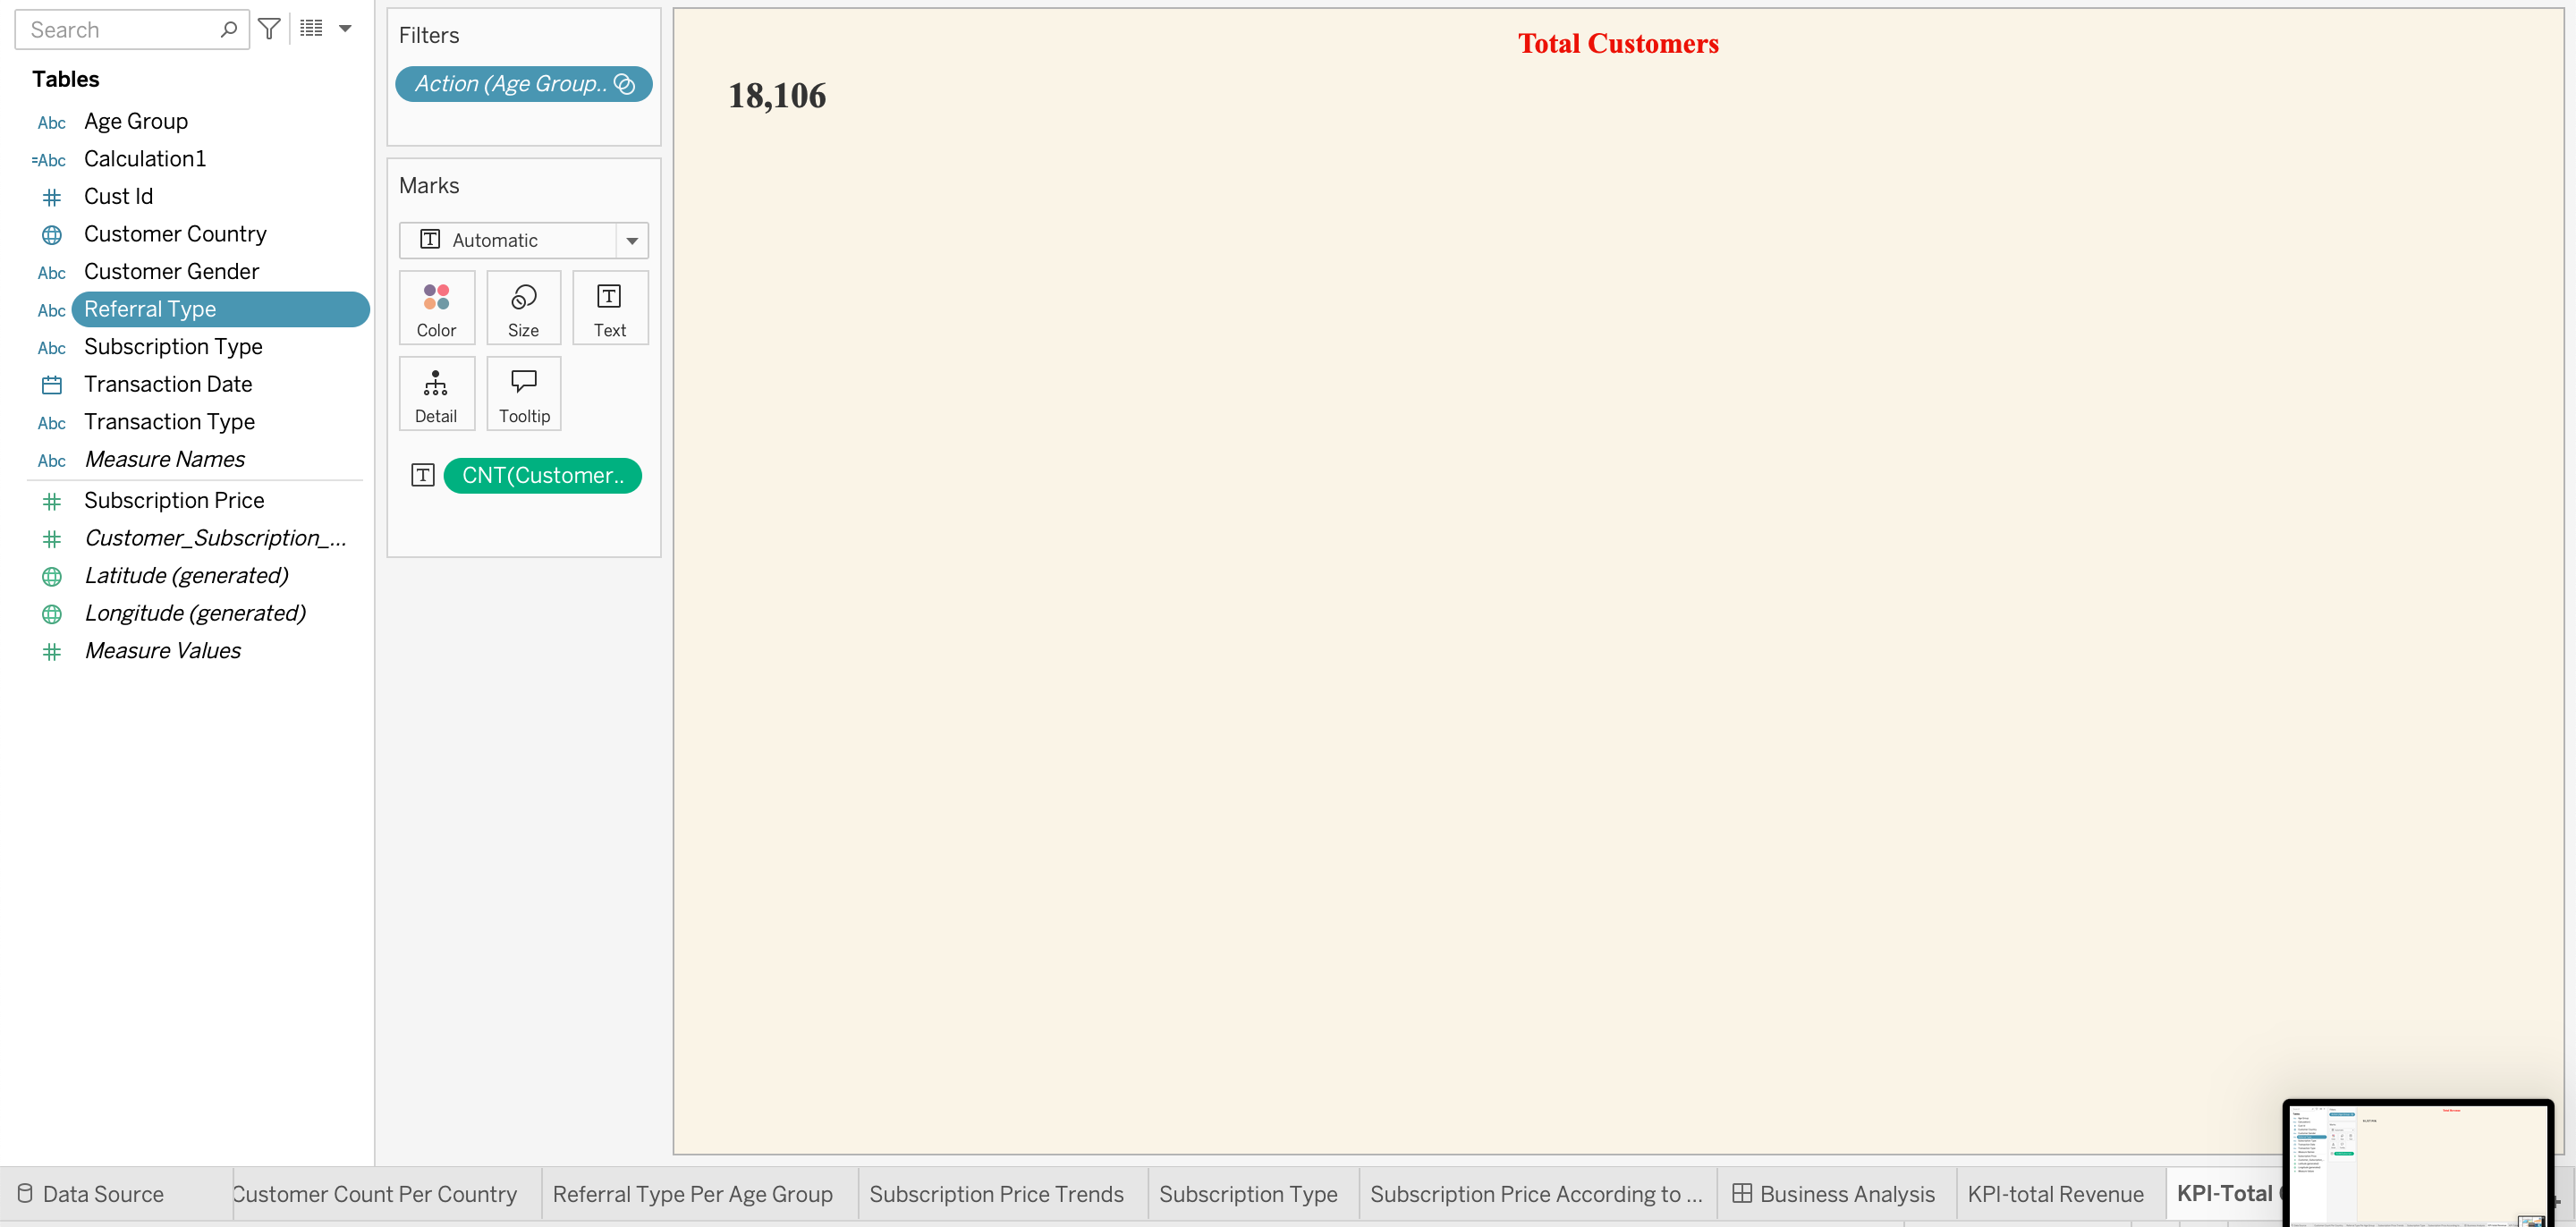 Search
Tables
Abc Age Group
=Abc Calculation1
Cust Id
Customer Country
Abc Customer Gender
Abc Referral Type
Abc Subscription Type
Transaction Date
Abc Transaction Type
Abc Measure Names
Subscription Price
Customer_Subscription_...
Latitude (generated)
Longitude (generated)
Measure Values
Filters
Action (Age Group..
Marks
T Automatic
Color Size Text
Detail Tooltip
T CNT(Customer..
Total Customers
18,106
Data Source Customer Count Per Country Referral Type Per Age Group Subscription Price Trends Subscription Type Subscription Price According to ... Business Analysis KPI-total Revenue KPI-Total